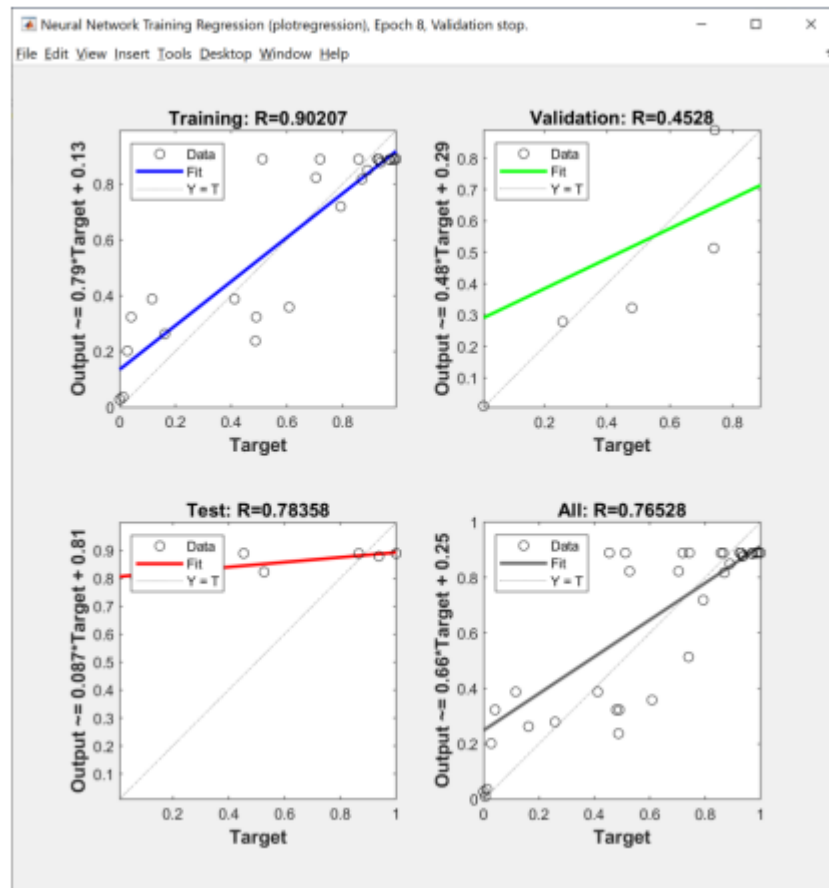 Neural Network Training Regression (plotregression), Epoch 8, Validation stop.
File Edit View Insert Tools Desktop Window Help
Training: R=0.90207
Output ~= 0.79*Target + 0.13
Data
Fit
Y = T
0.8
0.6
0.4
0.2
0
0 0.2 0.4 0.6 0.8
Target
Validation: R=0.4528
Output ~= 0.48*Target + 0.29
Data
Fit
Y = T
0.8
0.7
0.6
0.5
0.4
0.3
0.2
0.1
0.2 0.4 0.6 0.8
Target
Test: R=0.78358
Output ~= 0.087*Target + 0.81
Data
Fit
Y = T
0.9
0.8
0.7
0.6
0.5
0.4
0.3
0.2
0.1
0.2 0.4 0.6 0.8 1
Target
All: R=0.76528
Output ~= 0.66*Target + 0.25
Data
Fit
Y = T
1
0.8
0.6
0.4
0.2
0
0 0.2 0.4 0.6 0.8 1
Target